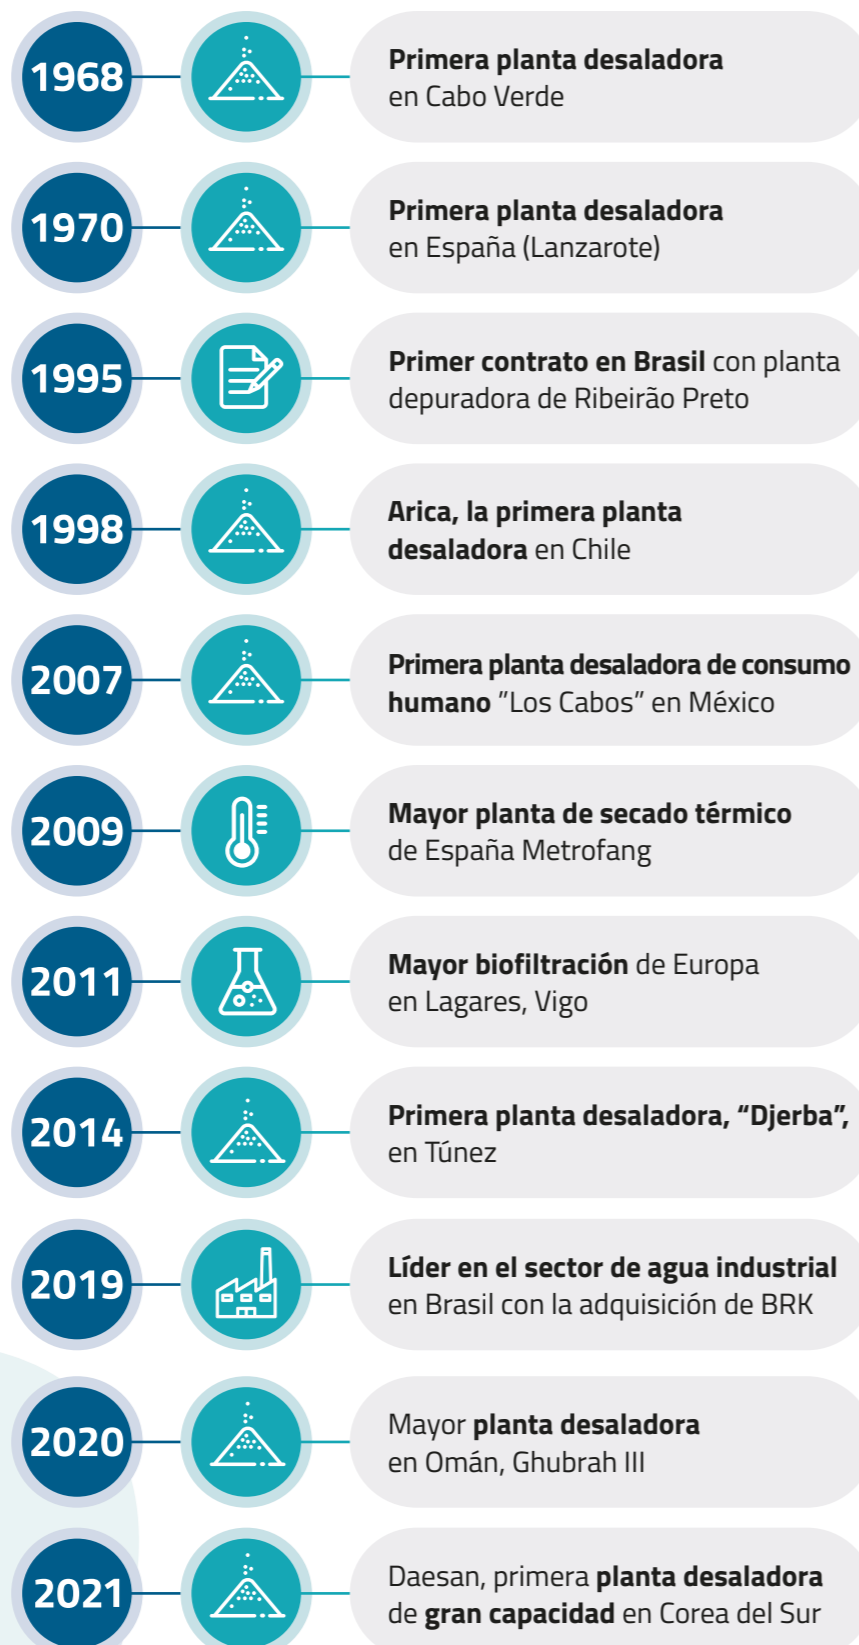 1968
Primera planta desaladora
en Cabo Verde
1970
Primera planta desaladora
en España (Lanzarote)
1995
Primer contrato en Brasil con planta
depuradora de Ribeirão Preto
1998
Arica, la primera planta
desaladora en Chile
2007
Primera planta desaladora de consumo
humano ”Los Cabos” en México
2009
Mayor planta de secado térmico
de España Metrofang
2011
Mayor biofiltración de Europa
en Lagares, Vigo
2014
Primera planta desaladora, “Djerba”,
en Túnez
2019
Líder en el sector de agua industrial
en Brasil con la adquisición de BRK
2020
Mayor planta desaladora
en Omán, Ghubrah III
2021
Daesan, primera planta desaladora
de gran capacidad en Corea del Sur